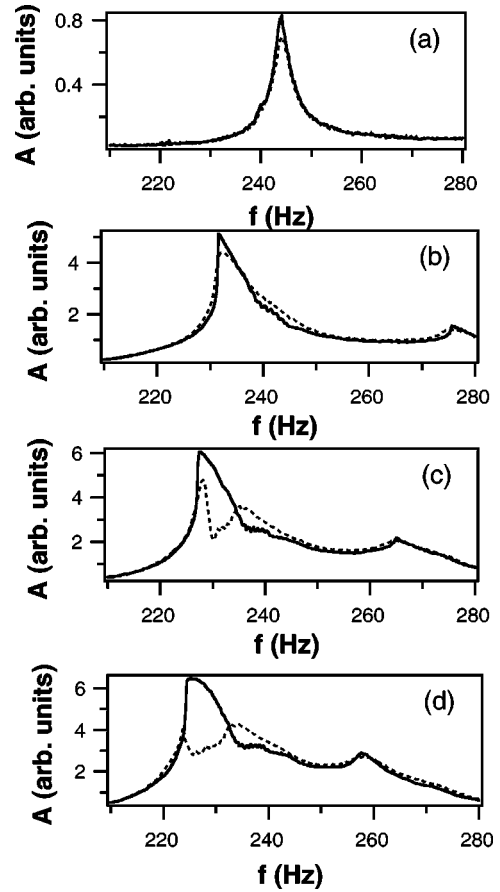 A (arb. units)
0.8
0.4
(a)
220 240 260 280
f (Hz)
A (arb. units)
4
2
(b)
220 240 260 280
f (Hz)
A (arb. units)
6
4
2
(c)
220 240 260 280
f (Hz)
A (arb. units)
6
4
2
(d)
220 240 260 280
f (Hz)